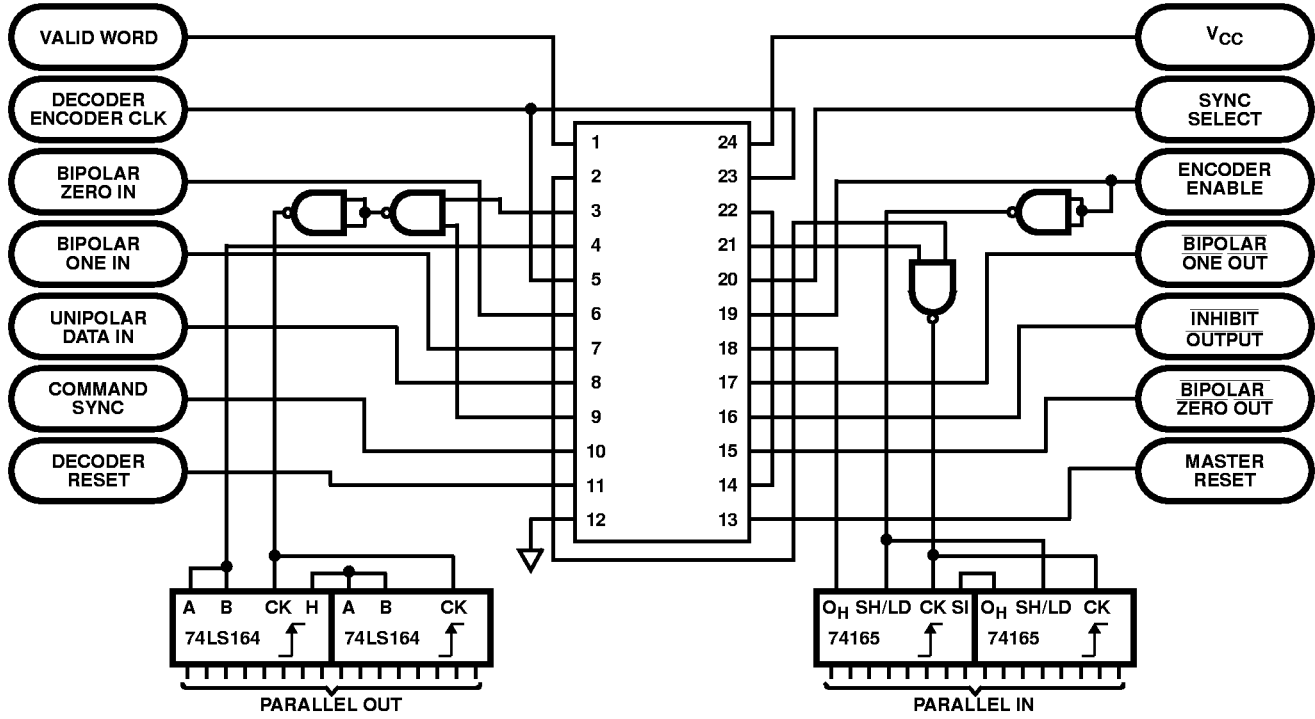 VALID WORD
DECODER
ENCODER CLK
BIPOLAR
ZERO IN
BIPOLAR
ONE IN
UNIPOLAR
DATA IN
COMMAND
SYNC
DECODER
RESET
1
2
3
4
5
6
7
8
9
10
11
12
24
23
22
21
20
19
18
17
16
15
14
13
VCC
SYNC
SELECT
ENCODER
ENABLE
BIPOLAR
ONE OUT
INHIBIT
OUTPUT
BIPOLAR
ZERO OUT
MASTER
RESET
A B CK H A B CK
74LS164 74LS164
PARALLEL OUT
OH SH/LD CK SI OH SH/LD CK
74165 74165
PARALLEL IN